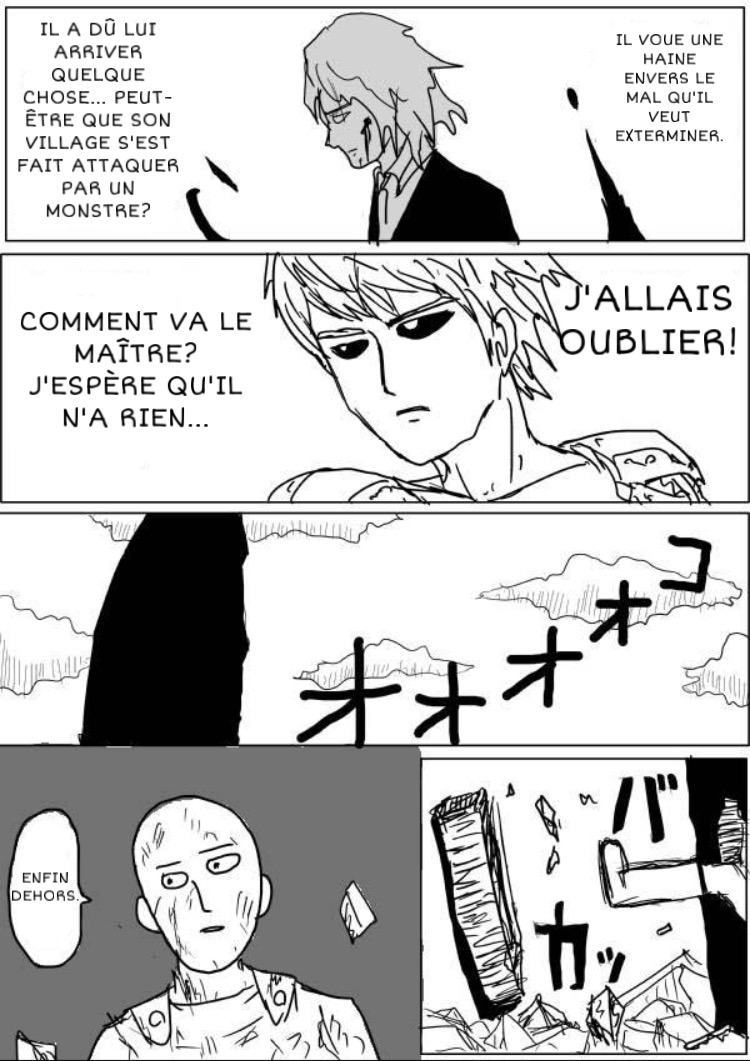 IL VOUE UNE
HAINE
ENVERS LE
MAL QU'IL
VEUT
EXTERMINER.
IL A DÛ LUI
ARRIVER
QUELQUE
CHOSE... PEUT-
ÊTRE QUE SON
VILLAGE S'EST
FAIT ATTAQUER
PAR UN
MONSTRE?
J'ALLAIS
OUBLIER!
COMMENT VA LE
MAÎTRE?
J'ESPÈRE QU'IL
N'A RIEN...
コオオオオ
バカッ
ENFIN
DEHORS.